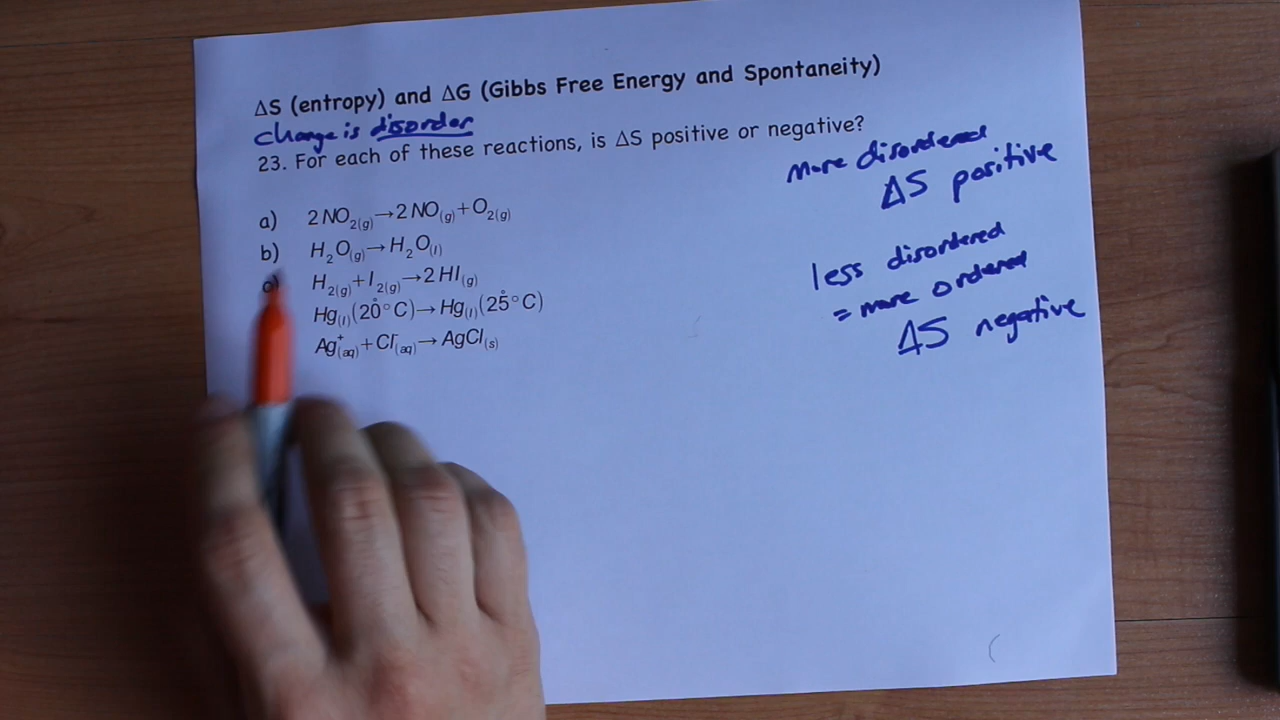 ΔS (entropy) and ΔG (Gibbs Free Energy and Spontaneity)
change is disorder
23. For each of these reactions, is ΔS positive or negative?
a) 2NO₂(g)→2NO(g)+O₂(g)
b) H₂O(g)→H₂O(l)
c) H₂(g)+I₂(g)→2HI(g)
Hg(l)(20°C)→Hg(l)(25°C)
Ag⁺(aq)+Cl⁻(aq)→AgCl(s)
More disordered
ΔS positive
less disordered
= more ordered
ΔS negative